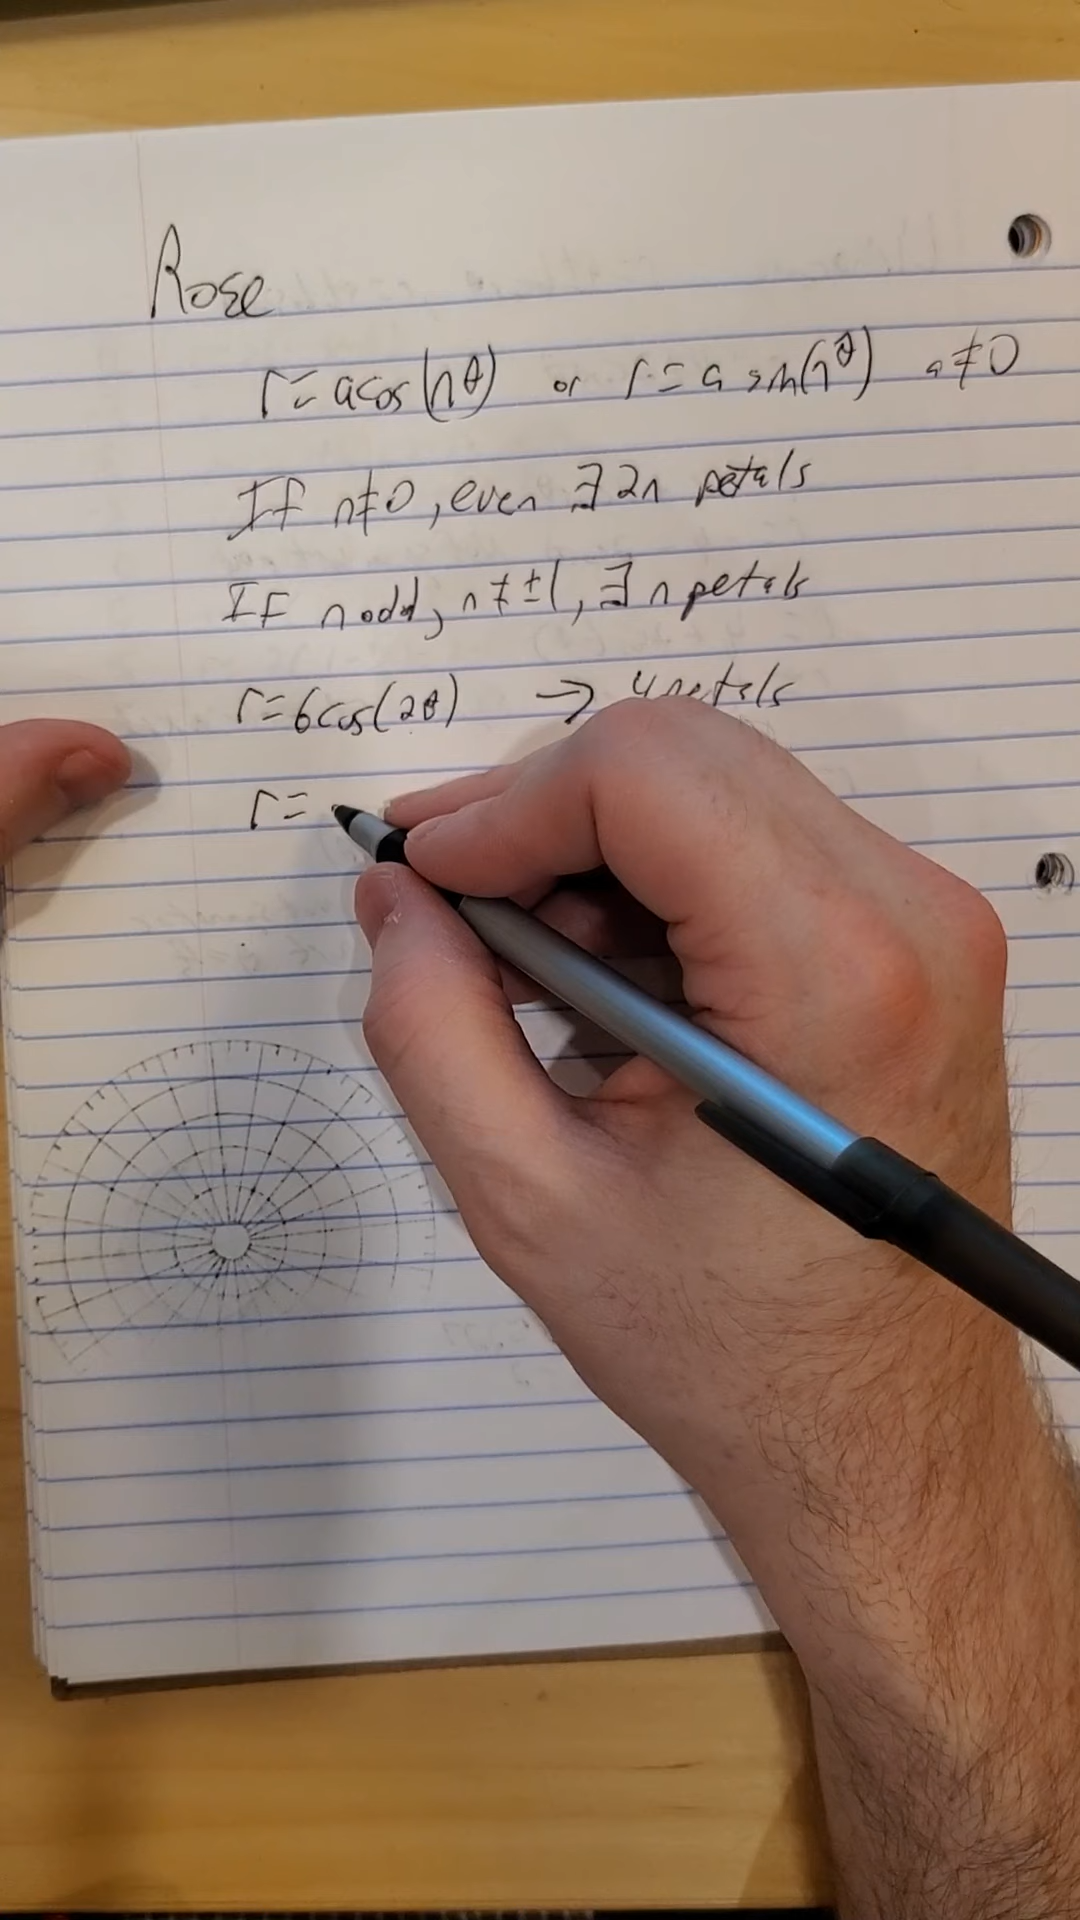 Rose
r=acos(nθ) or r=a sin(nθ) a≠0
If n≠0, even ∃ 2n petals
If n odd, n≠±1, ∃ n petals
r=6cos(2θ) → 4 petals
r=